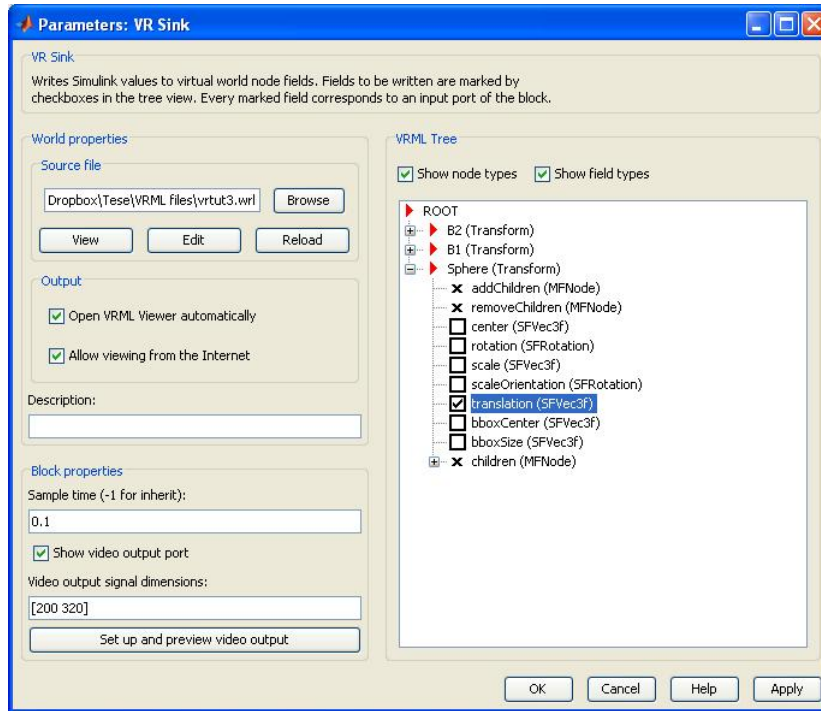 Parameters: VR Sink
VR Sink
Writes Simulink values to virtual world node fields. Fields to be written are marked by
checkboxes in the tree view. Every marked field corresponds to an input port of the block.
World properties
Source file
Dropbox\Tese\VRML files\vrtut3.wrl
Browse
View
Edit
Reload
Output
Open VRML Viewer automatically
Allow viewing from the Internet
Description:
Block properties
Sample time (-1 for inherit):
0.1
Show video output port
Video output signal dimensions:
[200 320]
Set up and preview video output
VRML Tree
Show node types
Show field types
ROOT
B2 (Transform)
B1 (Transform)
Sphere (Transform)
addChildren (MFNode)
removeChildren (MFNode)
center (SFVec3f)
rotation (SFRotation)
scale (SFVec3f)
scaleOrientation (SFRotation)
translation (SFVec3f)
bboxCenter (SFVec3f)
bboxSize (SFVec3f)
children (MFNode)
OK
Cancel
Help
Apply